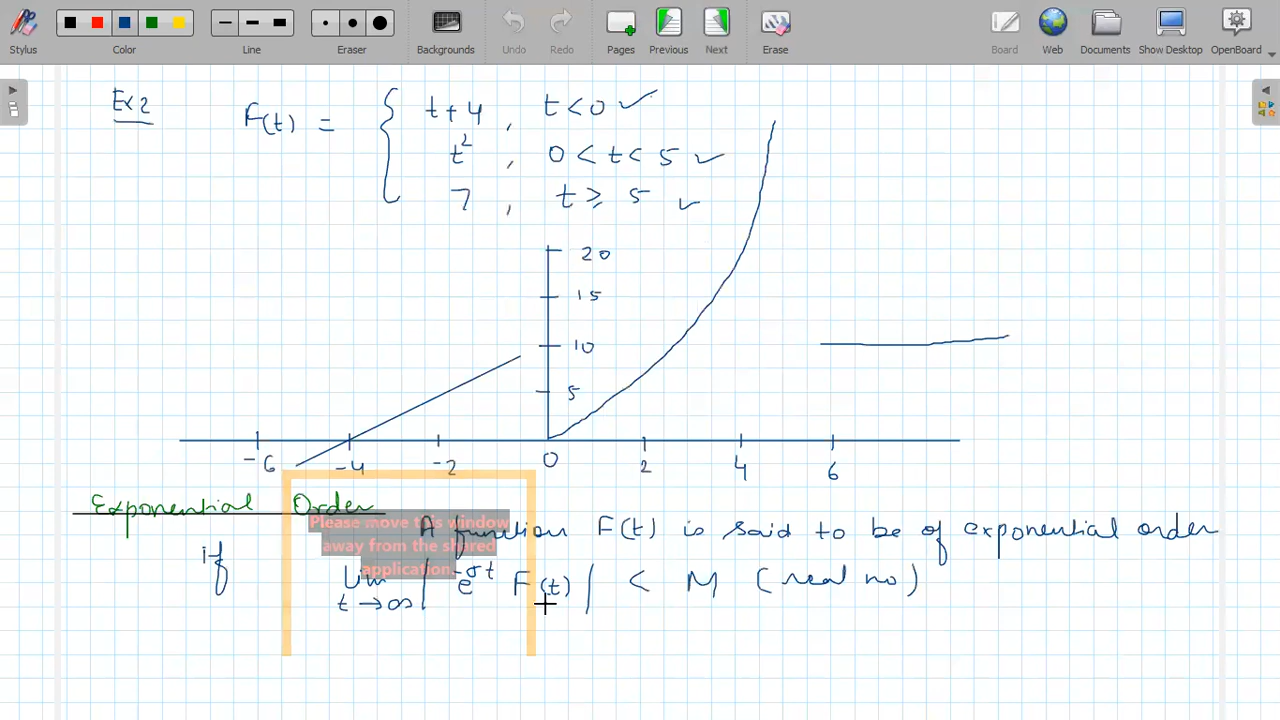 Stylus Color Line Eraser Backgrounds Undo Redo Pages Previous Next Erase Board Web Documents Show Desktop OpenBoard
Ex 2 F(t) = { t+4 , t < 0 ✓
t² , 0 < t < 5 ✓
7 , t ≥ 5 ✓
20
15
10
5
-6 -4 -2 0 2 4 6
Exponential Order
Please move this window
away from the shared
application.
A function F(t) is said to be of exponential order
if lim t→∞ | e^-σt F(t) | < M (real no)